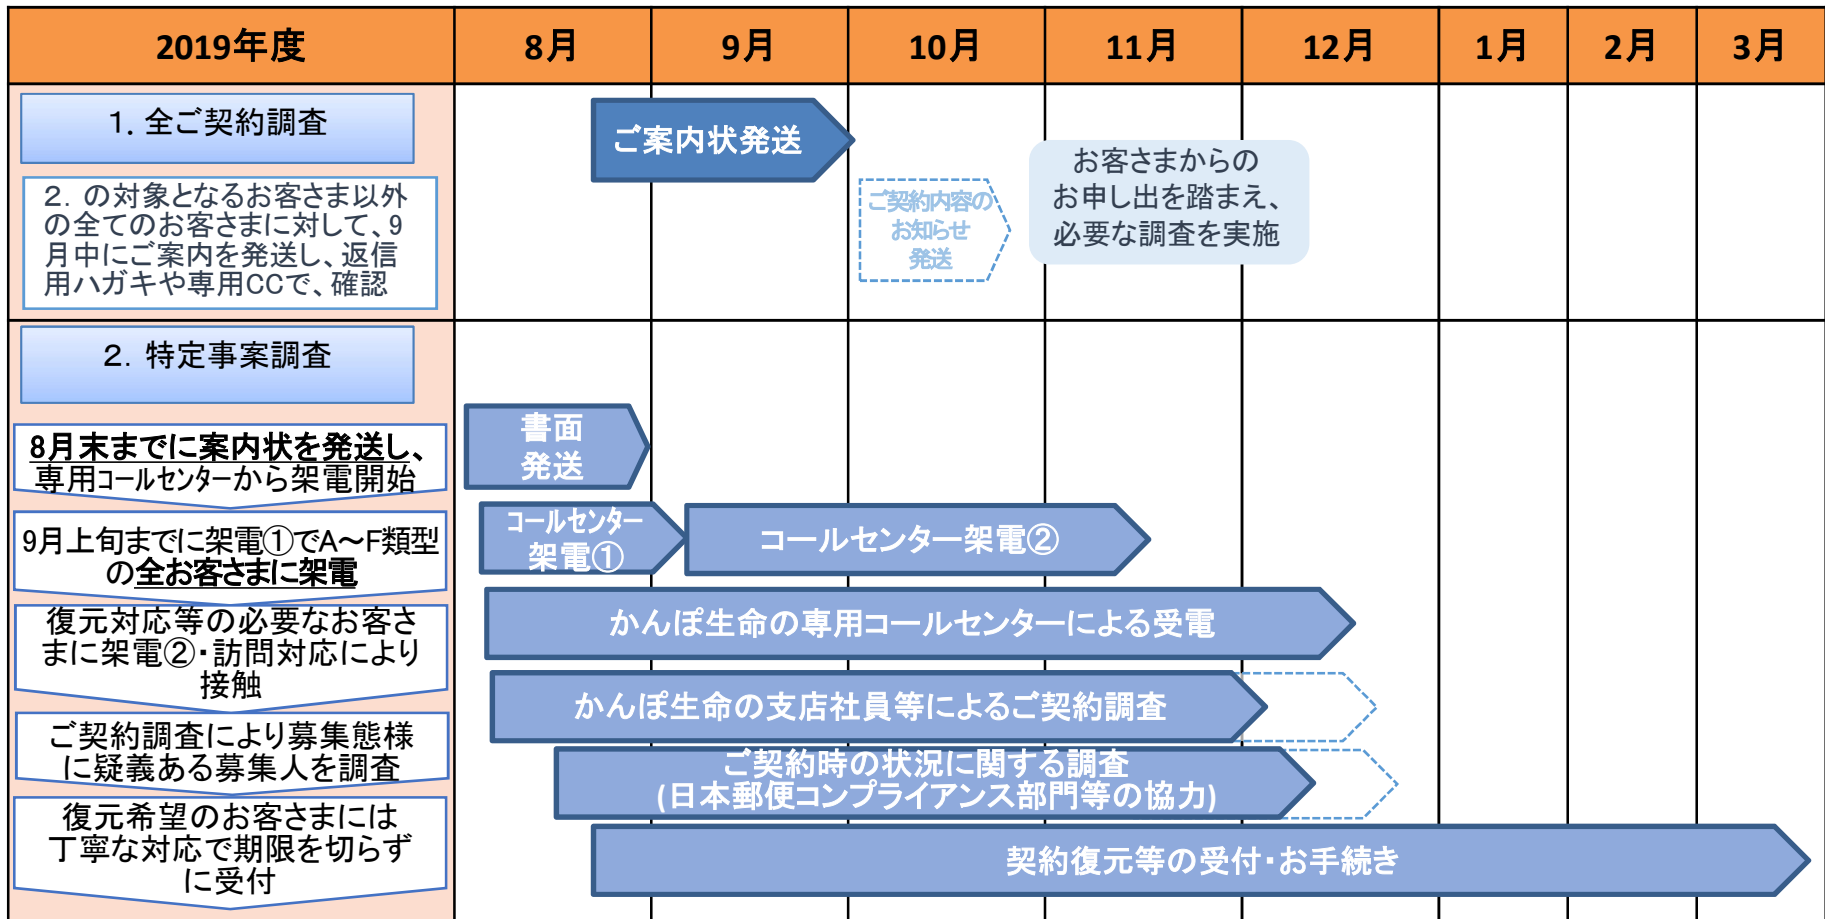 2019年度 8月 9月 10月 11月 12月 1月 2月 3月
1．全ご契約調査
2．の対象となるお客さま以外
の全てのお客さまに対して、9
月中にご案内を発送し、返信
用ハガキや専用CCで、確認
ご案内状発送
ご契約内容の
お知らせ
発送
お客さまからの
お申し出を踏まえ、
必要な調査を実施
2．特定事案調査
8月末までに案内状を発送し、
専用コールセンターから架電開始
9月上旬までに架電①でA～F類型
の全お客さまに架電
復元対応等の必要なお客さ
まに架電②・訪問対応により
接触
ご契約調査により募集態様
に疑義ある募集人を調査
復元希望のお客さまには
丁寧な対応で期限を切らず
に受付
書面
発送
コールセンター
架電①
コールセンター架電②
かんぽ生命の専用コールセンターによる受電
かんぽ生命の支店社員等によるご契約調査
ご契約時の状況に関する調査
(日本郵便コンプライアンス部門等の協力)
契約復元等の受付・お手続き